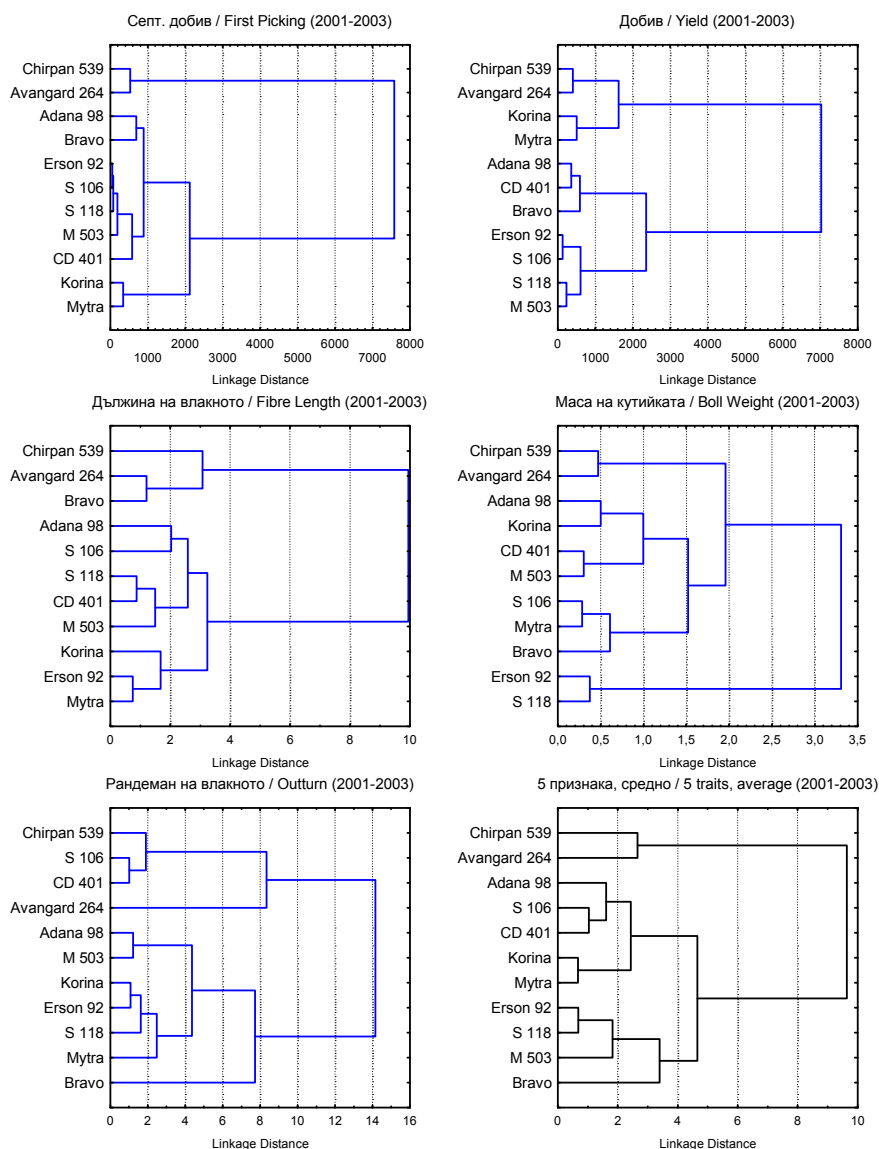 Септ. добив / First Picking (2001-2003)
Chirpan 539
Avangard 264
Adana 98
Bravo
Erson 92
S 106
S 118
M 503
CD 401
Korina
Mytra
0 2000 4000 6000 8000
1000 3000 5000 7000
Linkage Distance
Добив / Yield (2001-2003)
Chirpan 539
Avangard 264
Korina
Mytra
Adana 98
CD 401
Bravo
Erson 92
S 106
S 118
M 503
0 2000 4000 6000 8000
1000 3000 5000 7000
Linkage Distance
Дължина на влакното / Fibre Length (2001-2003)
Chirpan 539
Avangard 264
Bravo
Adana 98
S 106
S 118
CD 401
M 503
Korina
Erson 92
Mytra
0 2 4 6 8 10
Linkage Distance
Маса на кутийката / Boll Weight (2001-2003)
Chirpan 539
Avangard 264
Adana 98
Korina
CD 401
M 503
S 106
Mytra
Bravo
Erson 92
S 118
0,0 0,5 1,0 1,5 2,0 2,5 3,0 3,5
Linkage Distance
Рандеман на влакното / Outturn (2001-2003)
Chirpan 539
S 106
CD 401
Avangard 264
Adana 98
M 503
Korina
Erson 92
S 118
Mytra
Bravo
0 2 4 6 8 10 12 14 16
Linkage Distance
5 признака, средно / 5 traits, average (2001-2003)
Chirpan 539
Avangard 264
Adana 98
S 106
CD 401
Korina
Mytra
Erson 92
S 118
M 503
Bravo
0 2 4 6 8 10
Linkage Distance